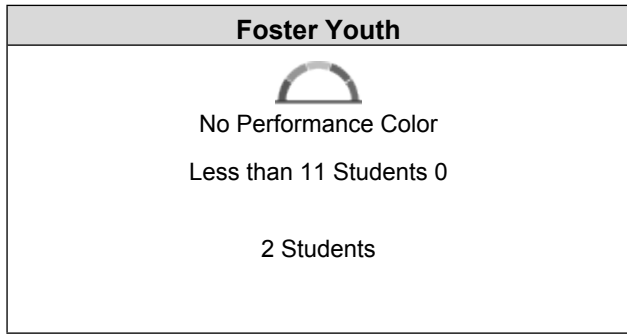 Foster Youth
No Performance Color
Less than 11 Students 0
2 Students